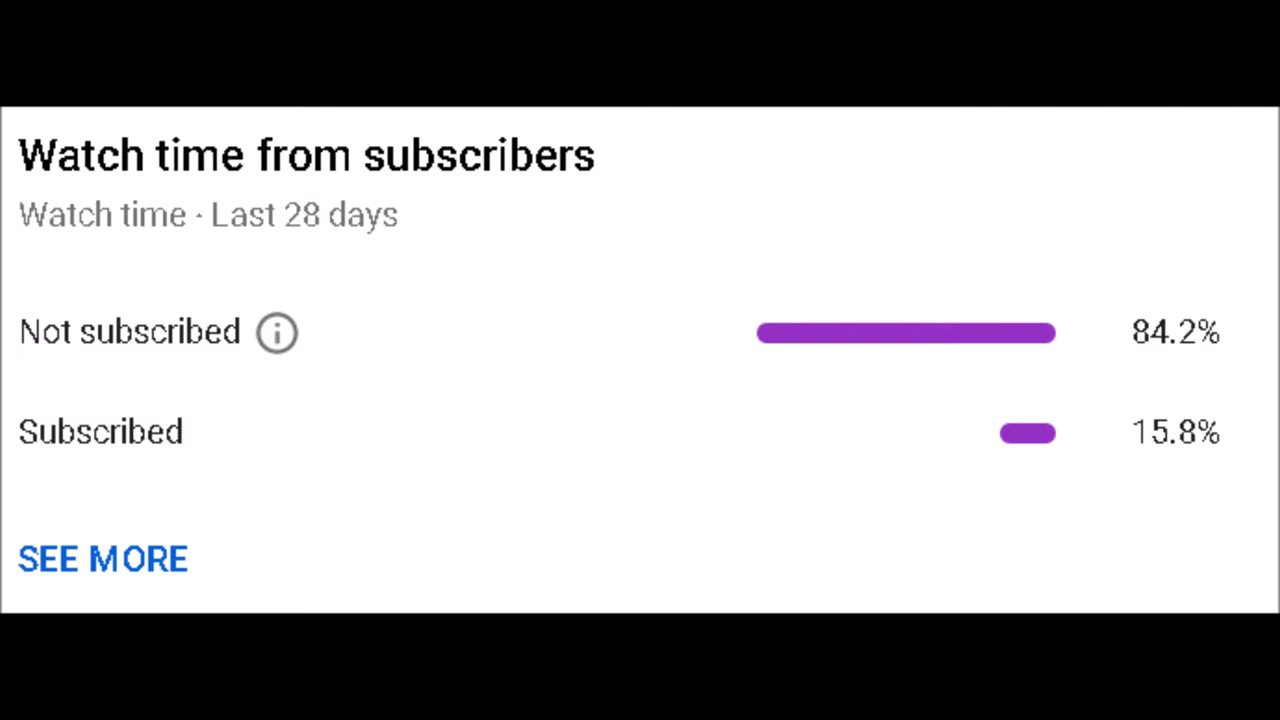 Watch time from subscribers
Watch time · Last 28 days
Not subscribed 84.2%
Subscribed 15.8%
SEE MORE